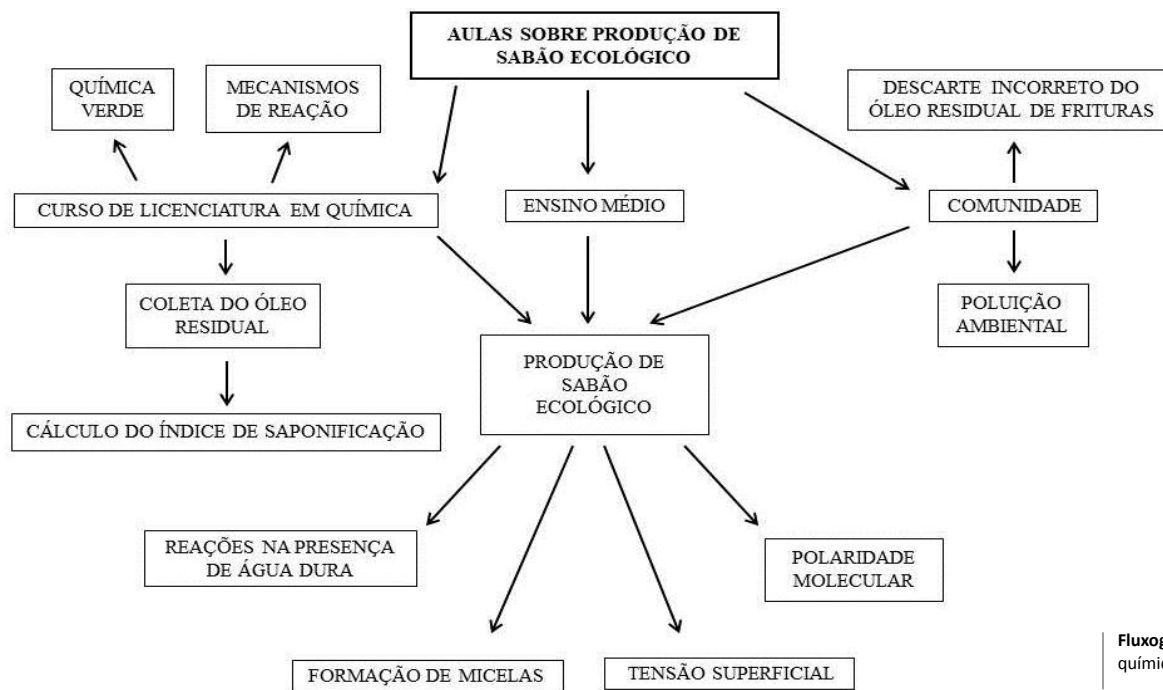 AULAS SOBRE PRODUÇÃO DE
SABÃO ECOLÓGICO
QUÍMICA
VERDE
MECANISMOS
DE REAÇÃO
DESCARTE INCORRETO DO
ÓLEO RESIDUAL DE FRITURAS
CURSO DE LICENCIATURA EM QUÍMICA
ENSINO MÉDIO
COMUNIDADE
COLETA DO ÓLEO
RESIDUAL
POLUIÇÃO
AMBIENTAL
PRODUÇÃO DE
SABÃO
ECOLÓGICO
CÁLCULO DO ÍNDICE DE SAPONIFICAÇÃO
REAÇÕES NA PRESENÇA
DE ÁGUA DURA
POLARIDADE
MOLECULAR
FORMAÇÃO DE MICELAS
TENSÃO SUPERFICIAL